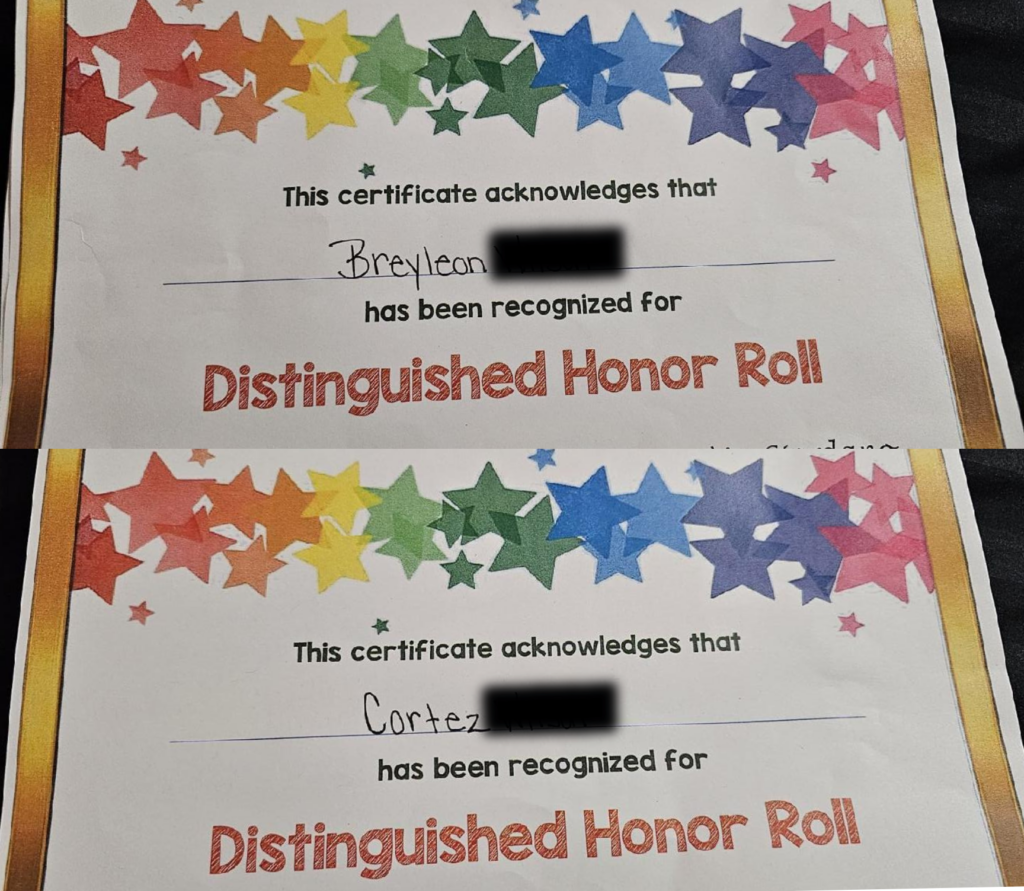 This certificate acknowledges that
Breyleon
has been recognized for
Distinguished Honor Roll
This certificate acknowledges that
Cortez
has been recognized for
Distinguished Honor Roll